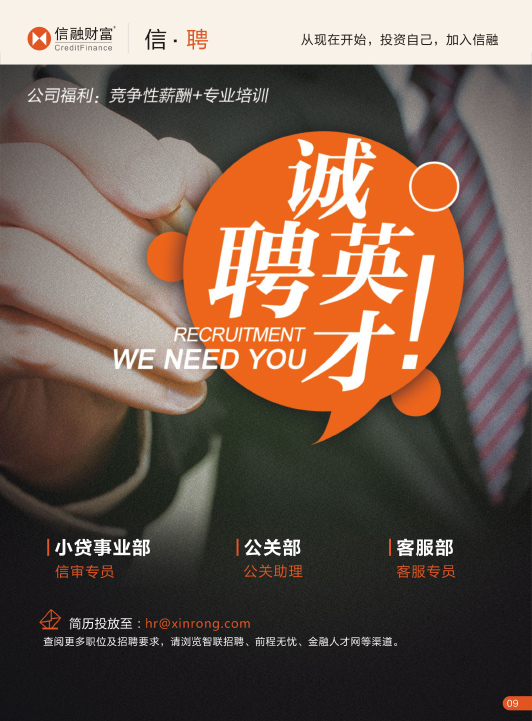 信融财富®
CreditFinance
信·聘
从现在开始，投资自己，加入信融
公司福利：竞争性薪酬+专业培训
诚
聘英
才！
RECRUITMENT
WE NEED YOU
小贷事业部
公关部
客服部
信审专员
公关助理
客服专员
简历投放至：hr@xinrong.com
查阅更多职位及招聘要求，请浏览智联招聘、前程无忧、金融人才网等渠道。
09